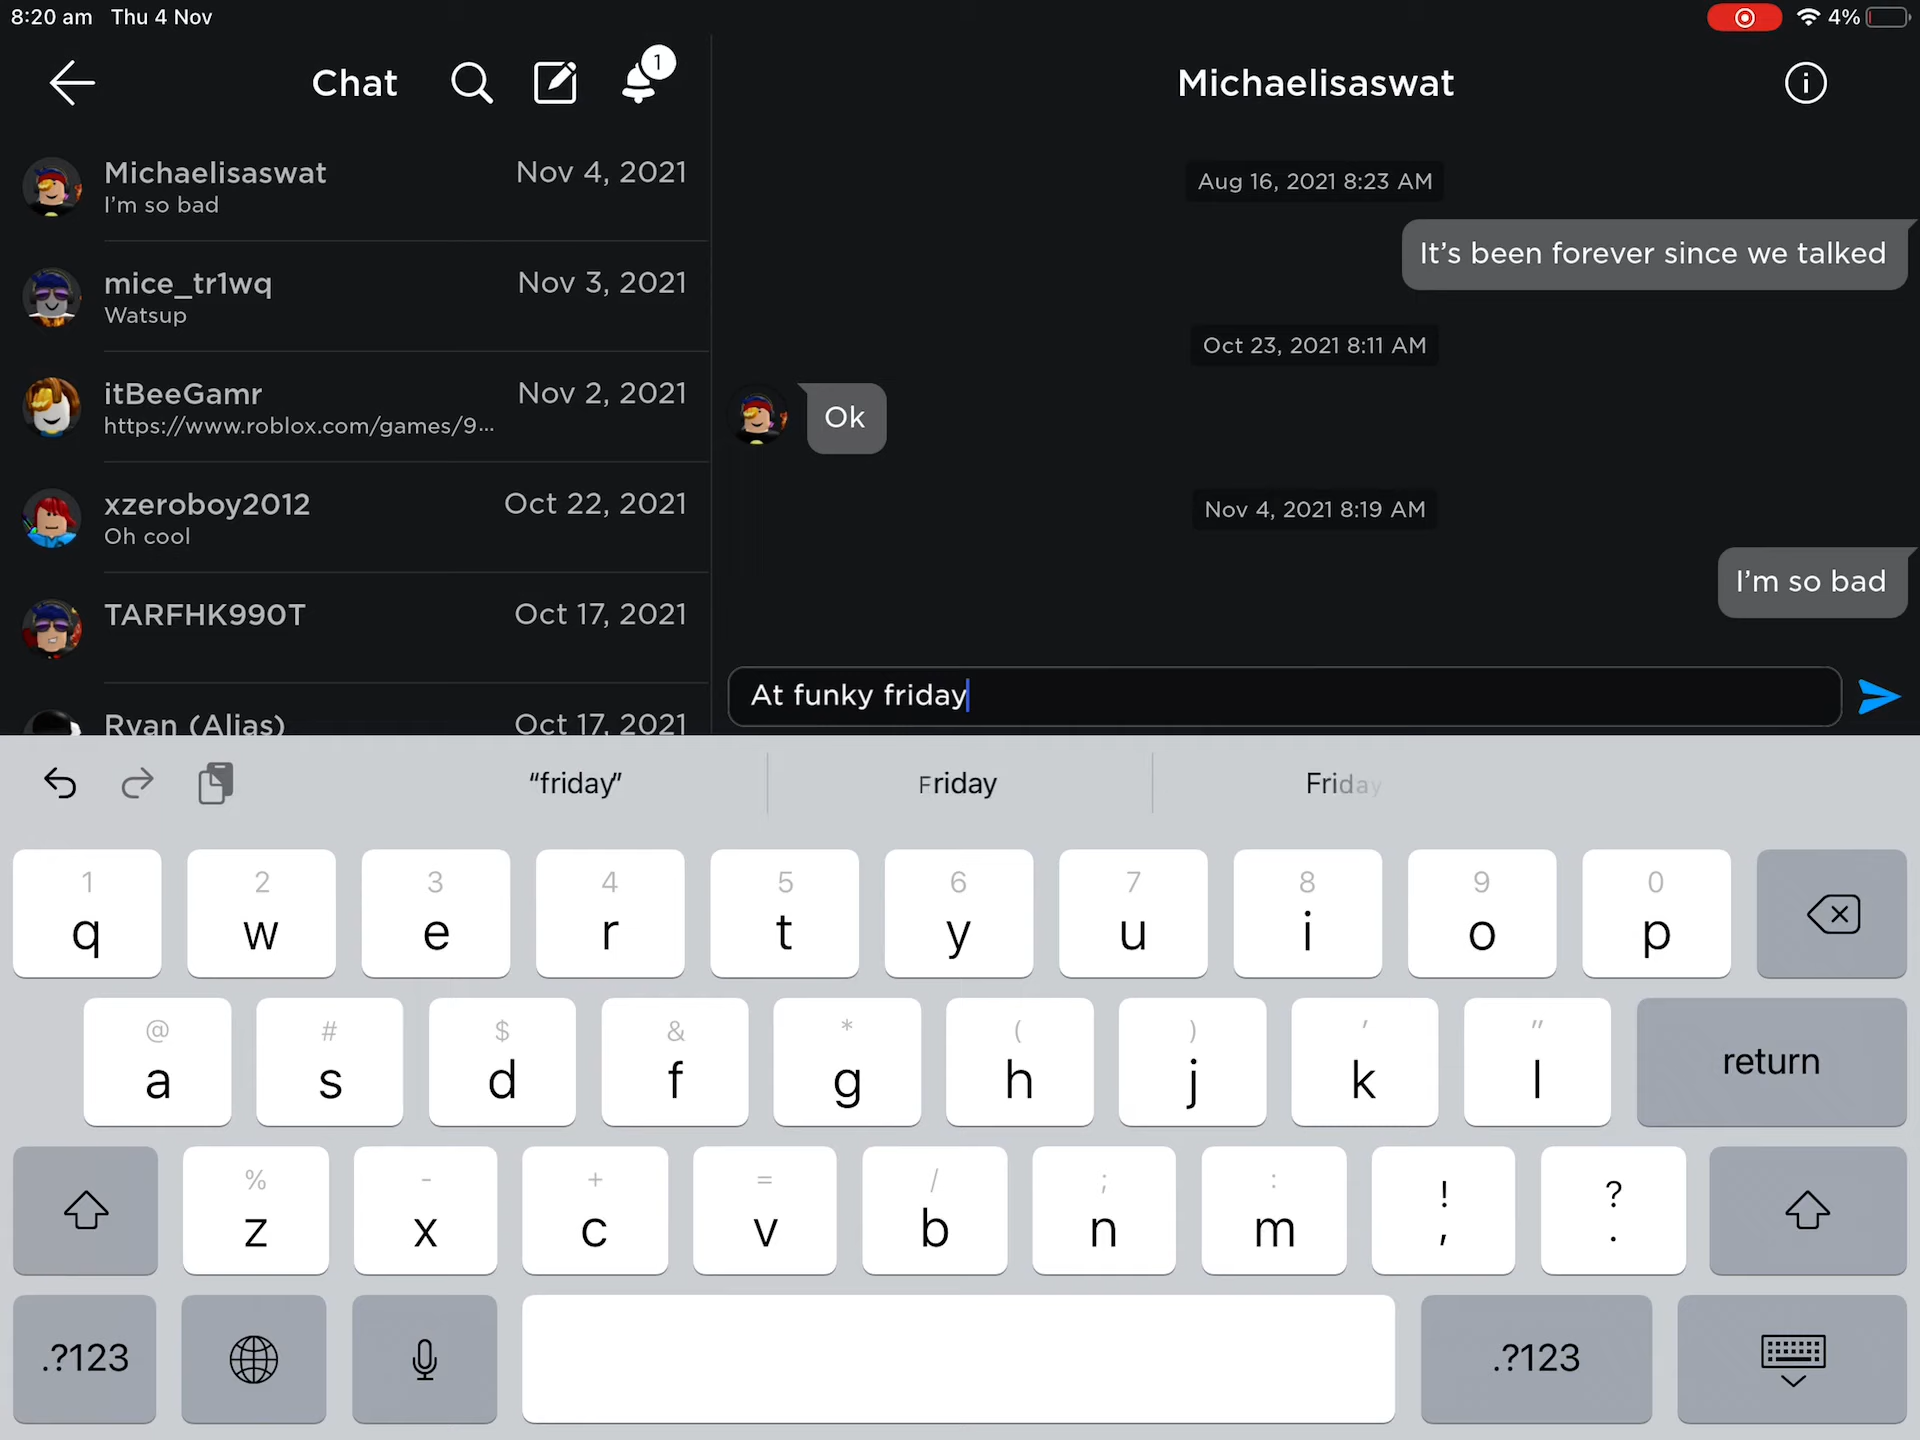 8:20 am Thu 4 Nov
4%
Chat
1
Michaelisaswat
Nov 4, 2021
I'm so bad
mice_tr1wq
Nov 3, 2021
Watsup
itBeeGamr
Nov 2, 2021
https://www.roblox.com/games/9...
xzeroboy2012
Oct 22, 2021
Oh cool
TARFHK990T
Oct 17, 2021
Ryan (Alias)
Oct 17, 2021
Michaelisaswat
Aug 16, 2021 8:23 AM
It's been forever since we talked
Oct 23, 2021 8:11 AM
Ok
Nov 4, 2021 8:19 AM
I'm so bad
At funky friday
“friday” Friday Friday
1 2 3 4 5 6 7 8 9 0
q w e r t y u i o p
@ # $ & * ( ) ' "
a s d f g h j k l return
% - + = / ; : ! ?
z x c v b n m , .
.?123 .?123